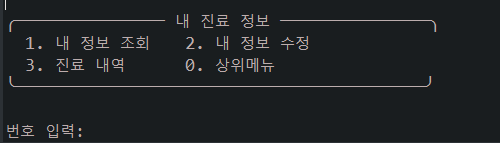 내 진료 정보
1. 내 정보 조회 2. 내 정보 수정
3. 진료 내역 0. 상위메뉴
번호 입력: